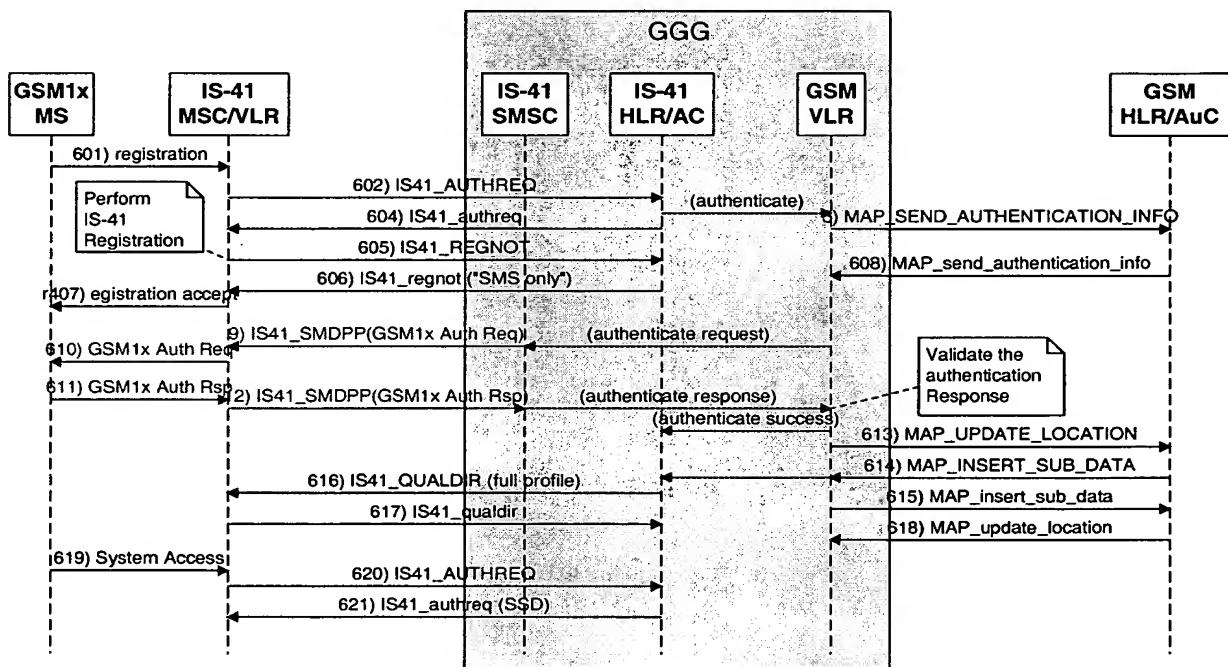 GGG
GSM1x
MS
IS-41
MSC/VLR
IS-41
SMSC
IS-41
HLR/AC
GSM
VLR
GSM
HLR/AuC
601) registration
Perform
IS-41
Registration
602) IS41_AUTHREQ
(authenticate)
604) IS41_authreq
) MAP_SEND_AUTHENTICATION_INFO
605) IS41_REGNOT
608) MAP_send_authentication_info
606) IS41_regnot ("SMS only")
r407) egistration accept
9) IS41_SMDPP(GSM1x Auth Req)
(authenticate request)
610) GSM1x Auth Req
Validate the
authentication
Response
611) GSM1x Auth Rsp
2) IS41_SMDPP(GSM1x Auth Rsp)
(authenticate response)
(authenticate success)
613) MAP_UPDATE_LOCATION
614) MAP_INSERT_SUB_DATA
616) IS41_QUALDIR (full profile)
615) MAP_insert_sub_data
617) IS41_qualdir
618) MAP_update_location
619) System Access
620) IS41_AUTHREQ
621) IS41_authreq (SSD)